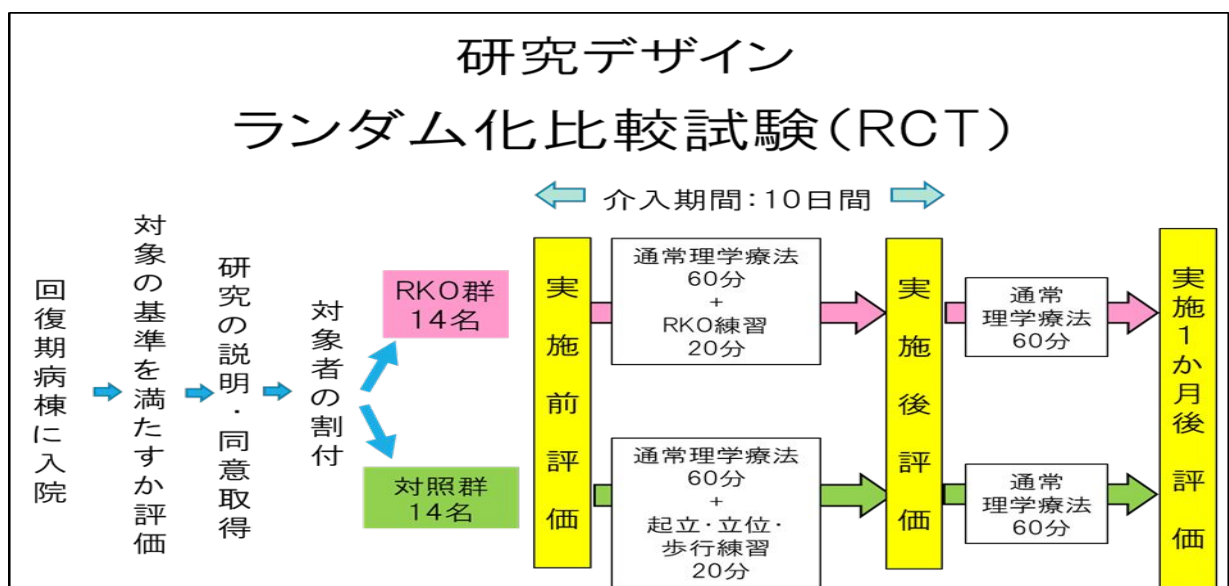 研究デザイン
ランダム化比較試験(RCT)
介入期間:10日間
回復期病棟に入院
対象の基準を満たすか評価
研究の説明・同意取得
対象者の割付
RKO群
14名
対照群
14名
実施前評価
通常理学療法
60分
+
RKO練習
20分
通常理学療法
60分
+
起立・立位・
歩行練習
20分
実施後評価
通常
理学療法
60分
通常
理学療法
60分
実施1か月後評価